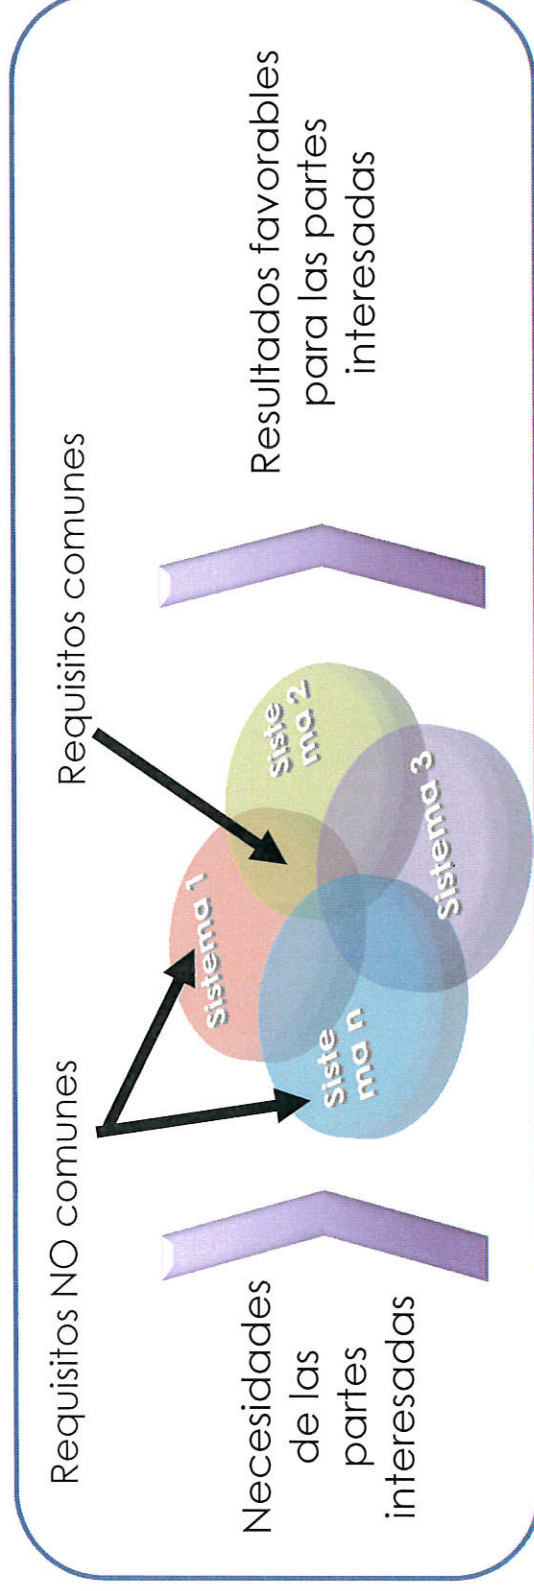 Requisitos NO comunes
Requisitos comunes
Necesidades
de las
partes
interesadas
Sistema 1
Siste
ma 2
Sistema 3
Siste
ma n
Resultados favorables
para las partes
interesadas